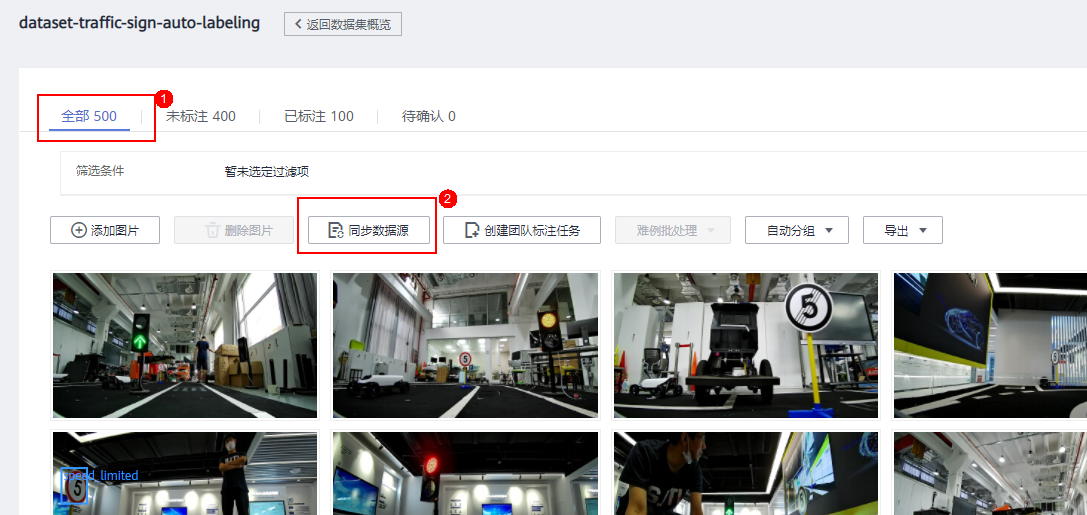 dataset-traffic-sign-auto-labeling
返回数据集概览
1
全部 500
未标注 400
已标注 100
待确认 0
筛选条件
暂未选定过滤项
2
添加图片
删除图片
同步数据源
创建团队标注任务
难例批处理
自动分组
导出
5
5
speed_limited
5